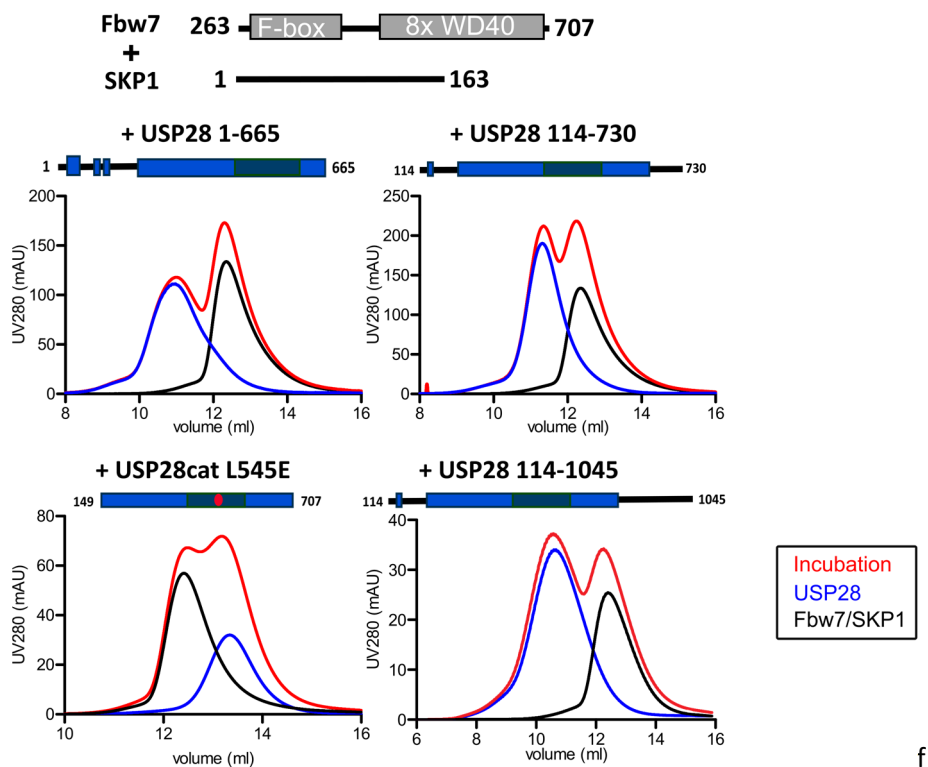 Fbw7 263 F-box 8x WD40 707
+
SKP1 1 163
+ USP28 1-665
1 665
200
150
100
50
0
UV280 (mAU)
8 10 12 14 16
volume (ml)
+ USP28 114-730
114 730
250
200
150
100
50
0
UV280 (mAU)
8 10 12 14 16
volume (ml)
+ USP28cat L545E
149 707
80
60
40
20
0
UV280 (mAU)
10 12 14 16
volume (ml)
+ USP28 114-1045
114 1045
40
30
20
10
0
UV280 (mAU)
6 8 10 12 14 16
volume (ml)
Incubation
USP28
Fbw7/SKP1
f